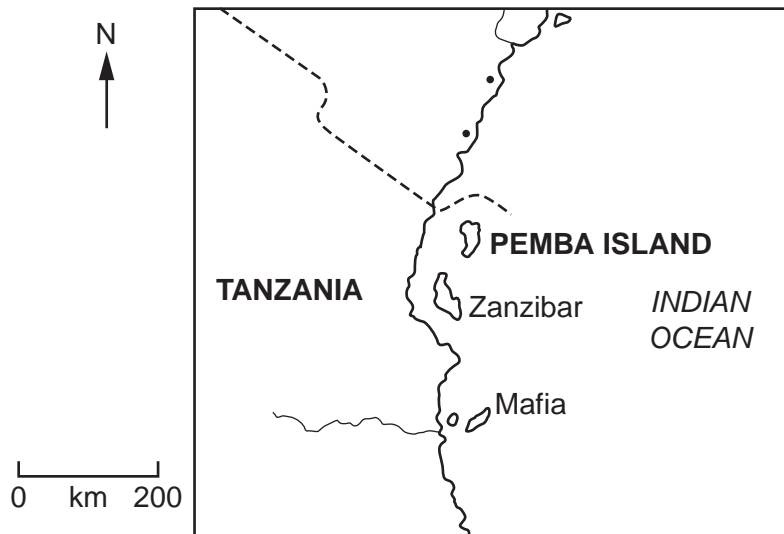 N
PEMBA ISLAND
TANZANIA
Zanzibar
INDIAN
OCEAN
Mafia
0 km 200